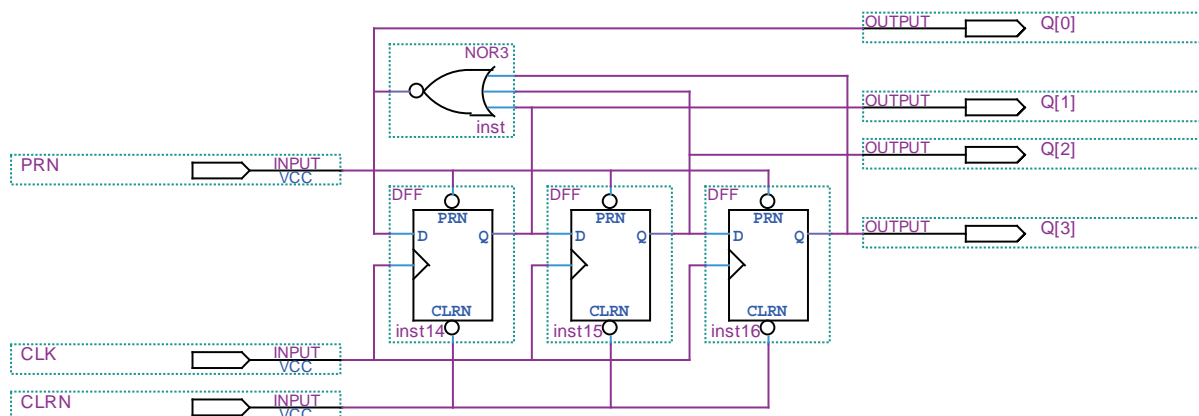 OUTPUT Q[0]
NOR3
OUTPUT Q[1]
inst
OUTPUT Q[2]
PRN INPUT
VCC
DFF DFF DFF
PRN PRN PRN
D Q D Q D Q
OUTPUT Q[3]
CLRN CLRN CLRN
inst14 inst15 inst16
CLK INPUT
VCC
CLRN INPUT
VCC